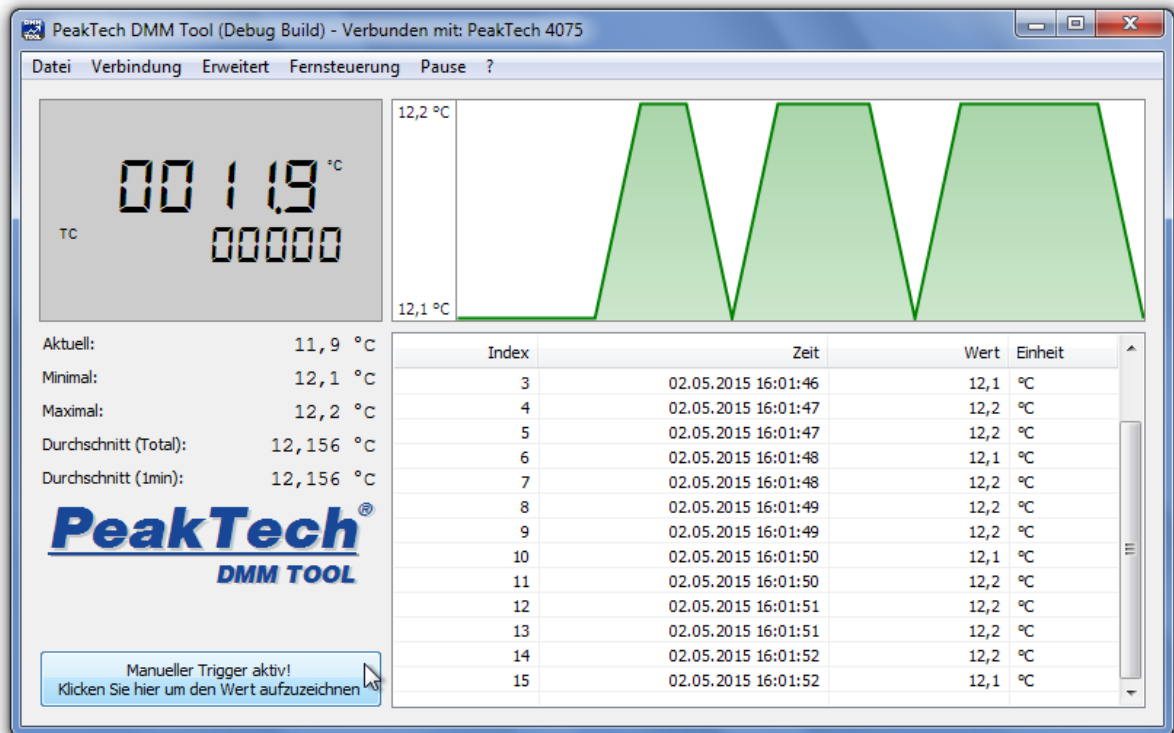 PeakTech DMM Tool (Debug Build) - Verbunden mit: PeakTech 4075
Datei Verbindung Erweitert Fernsteuerung Pause ?
0011.9 °C
TC 00000
12,2 °C
12,1 °C
Aktuell: 11,9 °C
Minimal: 12,1 °C
Maximal: 12,2 °C
Durchschnitt (Total): 12,156 °C
Durchschnitt (1min): 12,156 °C
PeakTech®
DMM TOOL
Manueller Trigger aktiv!
Klicken Sie hier um den Wert aufzuzeichnen
Index Zeit Wert Einheit
3 02.05.2015 16:01:46 12,1 °C
4 02.05.2015 16:01:47 12,2 °C
5 02.05.2015 16:01:47 12,2 °C
6 02.05.2015 16:01:48 12,1 °C
7 02.05.2015 16:01:48 12,2 °C
8 02.05.2015 16:01:49 12,2 °C
9 02.05.2015 16:01:49 12,2 °C
10 02.05.2015 16:01:50 12,1 °C
11 02.05.2015 16:01:50 12,2 °C
12 02.05.2015 16:01:51 12,2 °C
13 02.05.2015 16:01:51 12,2 °C
14 02.05.2015 16:01:52 12,2 °C
15 02.05.2015 16:01:52 12,1 °C